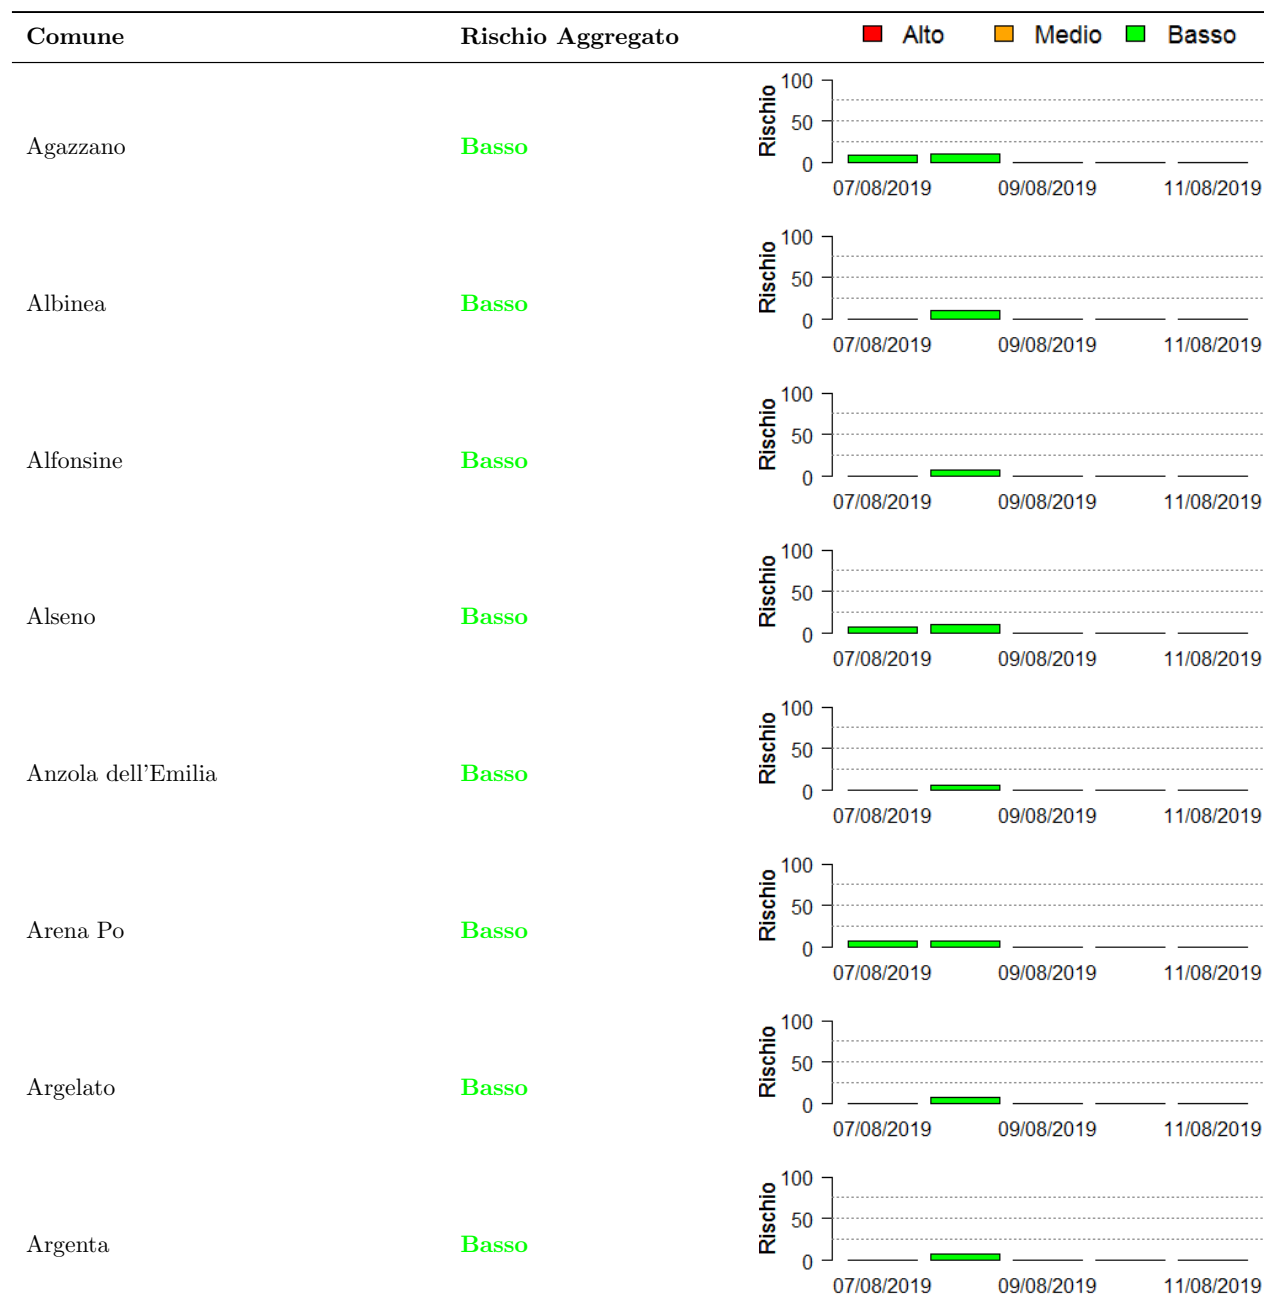 Comune Rischio Aggregato Alto Medio Basso
Agazzano Basso Rischio 100 50 0
07/08/2019 09/08/2019 11/08/2019
Albinea Basso Rischio 100 50 0
07/08/2019 09/08/2019 11/08/2019
Alfonsine Basso Rischio 100 50 0
07/08/2019 09/08/2019 11/08/2019
Alseno Basso Rischio 100 50 0
07/08/2019 09/08/2019 11/08/2019
Anzola dell'Emilia Basso Rischio 100 50 0
07/08/2019 09/08/2019 11/08/2019
Arena Po Basso Rischio 100 50 0
07/08/2019 09/08/2019 11/08/2019
Argelato Basso Rischio 100 50 0
07/08/2019 09/08/2019 11/08/2019
Argenta Basso Rischio 100 50 0
07/08/2019 09/08/2019 11/08/2019